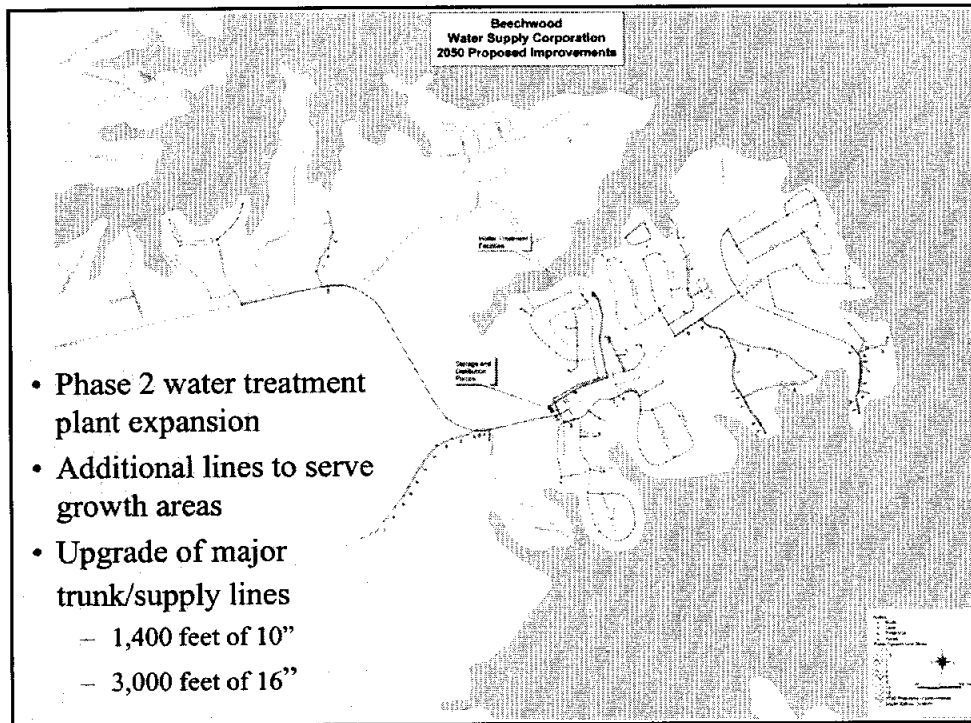 Beechwood
Water Supply Corporation
2050 Proposed Improvements
Water Treatment
Facility
Storage and
Distribution
• Phase 2 water treatment
plant expansion
• Additional lines to serve
growth areas
• Upgrade of major
trunk/supply lines
– 1,400 feet of 10”
– 3,000 feet of 16”